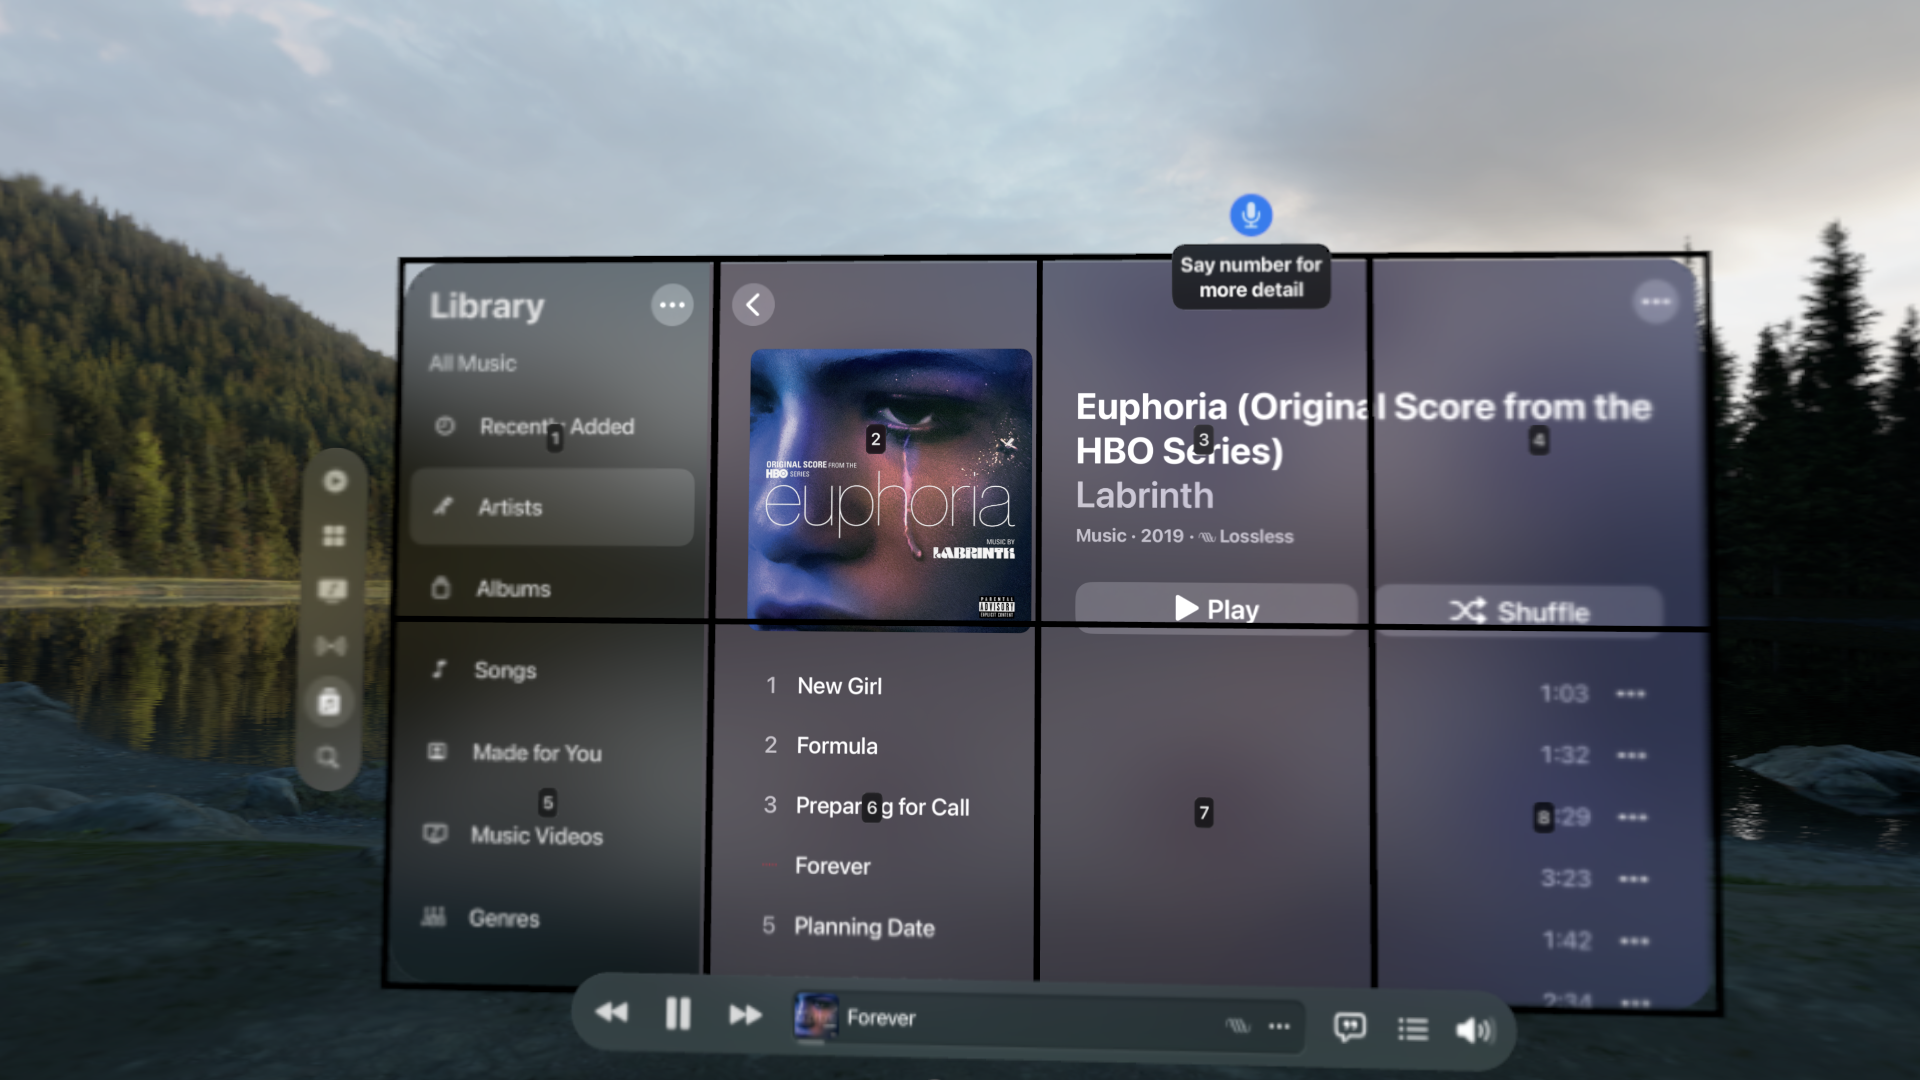 Say number for
more detail
Library
All Music
Recently Added
1
Artists
Albums
Songs
Made for You
5
Music Videos
Genres
2
ORIGINAL SCORE FROM THE
HBO SERIES
euphoria
MUSIC BY
LABRINTH
PARENTAL
ADVISORY
EXPLICIT CONTENT
Euphoria (Original Score from the
3
4
HBO Series)
Labrinth
Music · 2019 · Lossless
Play
Shuffle
1 New Girl 1:03
2 Formula 1:32
3 Preparing for Call :29
6
7
8
Forever 3:23
5 Planning Date 1:42
2:34
Forever